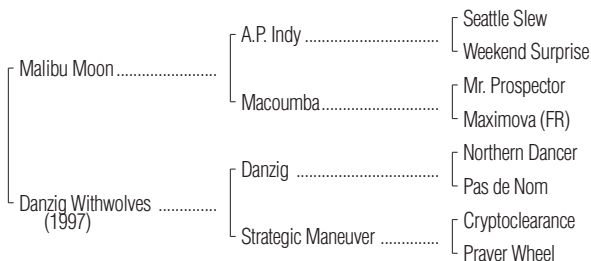 Seattle Slew
A.P. Indy ..............................
Weekend Surprise
Malibu Moon .......................
Mr. Prospector
Macoumba..........................
Maximova (FR)
Northern Dancer
Danzig ................................
Pas de Nom
Danzig Withwolves .............
(1997)
Cryptoclearance
Strategic Maneuver .............
Prayer Wheel